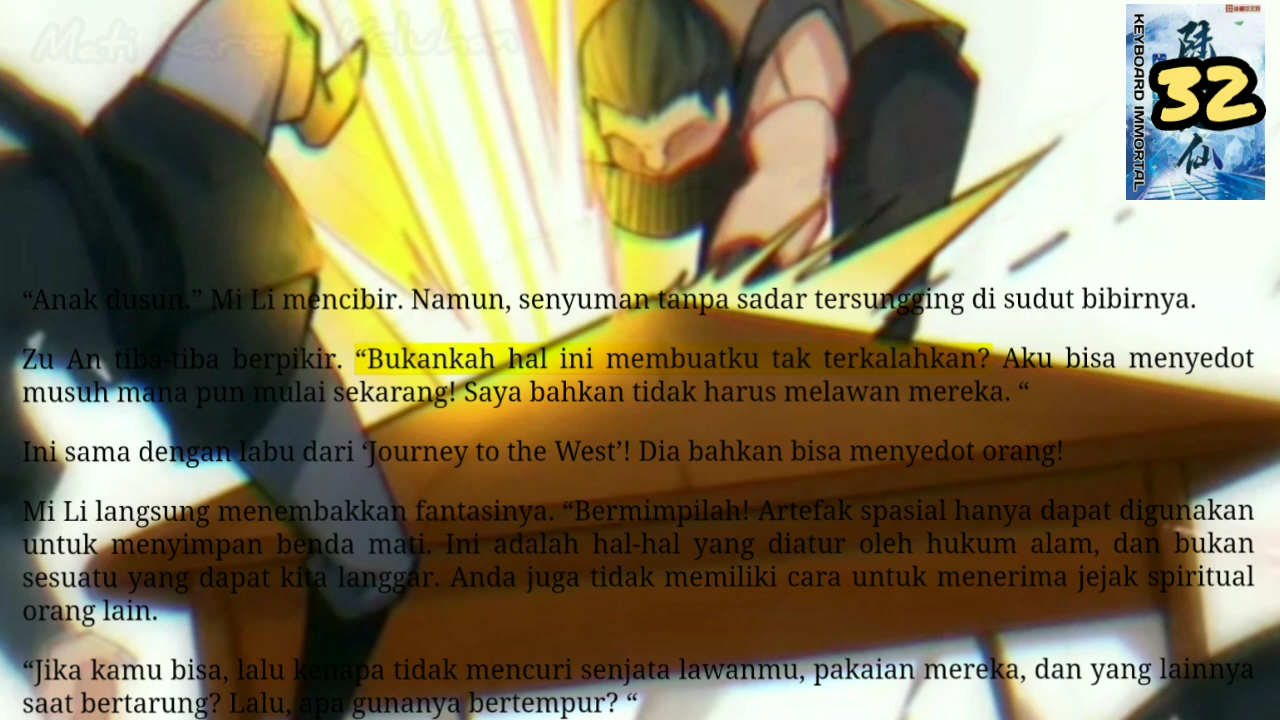 Mati Karena Keluhan
陆
仙
KEYBOARD IMMORTAL
32
“Anak dusun.” Mi Li mencibir. Namun, senyuman tanpa sadar tersungging di sudut bibirnya.
Zu An tiba-tiba berpikir. “Bukankah hal ini membuatku tak terkalahkan? Aku bisa menyedot
musuh mana pun mulai sekarang! Saya bahkan tidak harus melawan mereka. “
Ini sama dengan labu dari ‘Journey to the West’! Dia bahkan bisa menyedot orang!
Mi Li langsung menembakkan fantasinya. “Bermimpilah! Artefak spasial hanya dapat digunakan
untuk menyimpan benda mati. Ini adalah hal-hal yang diatur oleh hukum alam, dan bukan
sesuatu yang dapat kita langgar. Anda juga tidak memiliki cara untuk menerima jejak spiritual
orang lain.
“Jika kamu bisa, lalu kenapa tidak mencuri senjata lawanmu, pakaian mereka, dan yang lainnya
saat bertarung? Lalu, apa gunanya bertempur? “